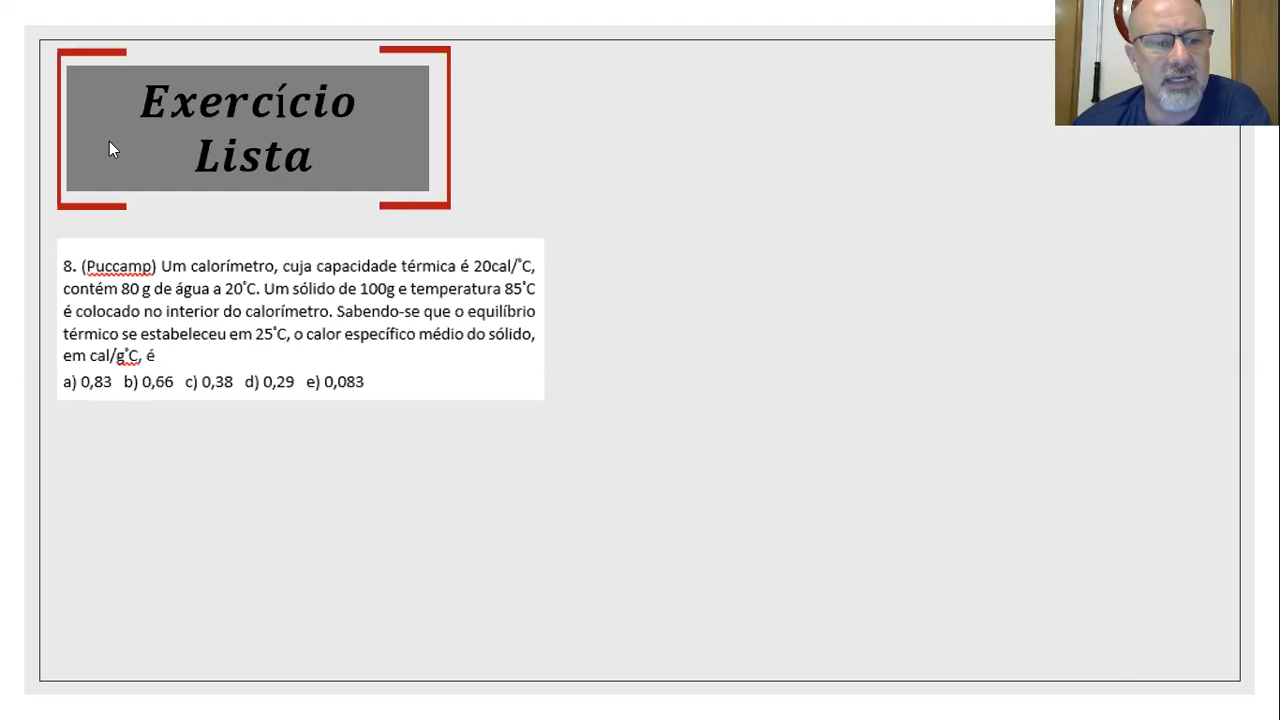 Exercício
Lista
8. (Puccamp) Um calorímetro, cuja capacidade térmica é 20cal/°C,
contém 80 g de água a 20°C. Um sólido de 100g e temperatura 85°C
é colocado no interior do calorímetro. Sabendo-se que o equilíbrio
térmico se estabeleceu em 25°C, o calor específico médio do sólido,
em cal/g°C, é
a) 0,83 b) 0,66 c) 0,38 d) 0,29 e) 0,083